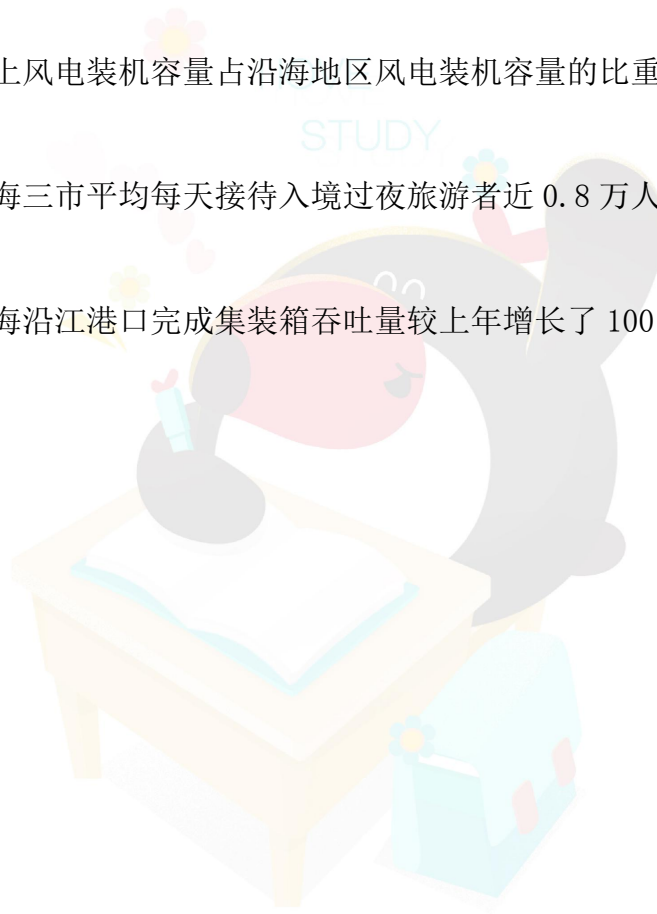 上风电装机容量占沿海地区风电装机容量的比重
STUDY
海三市平均每天接待入境过夜旅游者近 0.8 万人
海沿江港口完成集装箱吞吐量较上年增长了 100